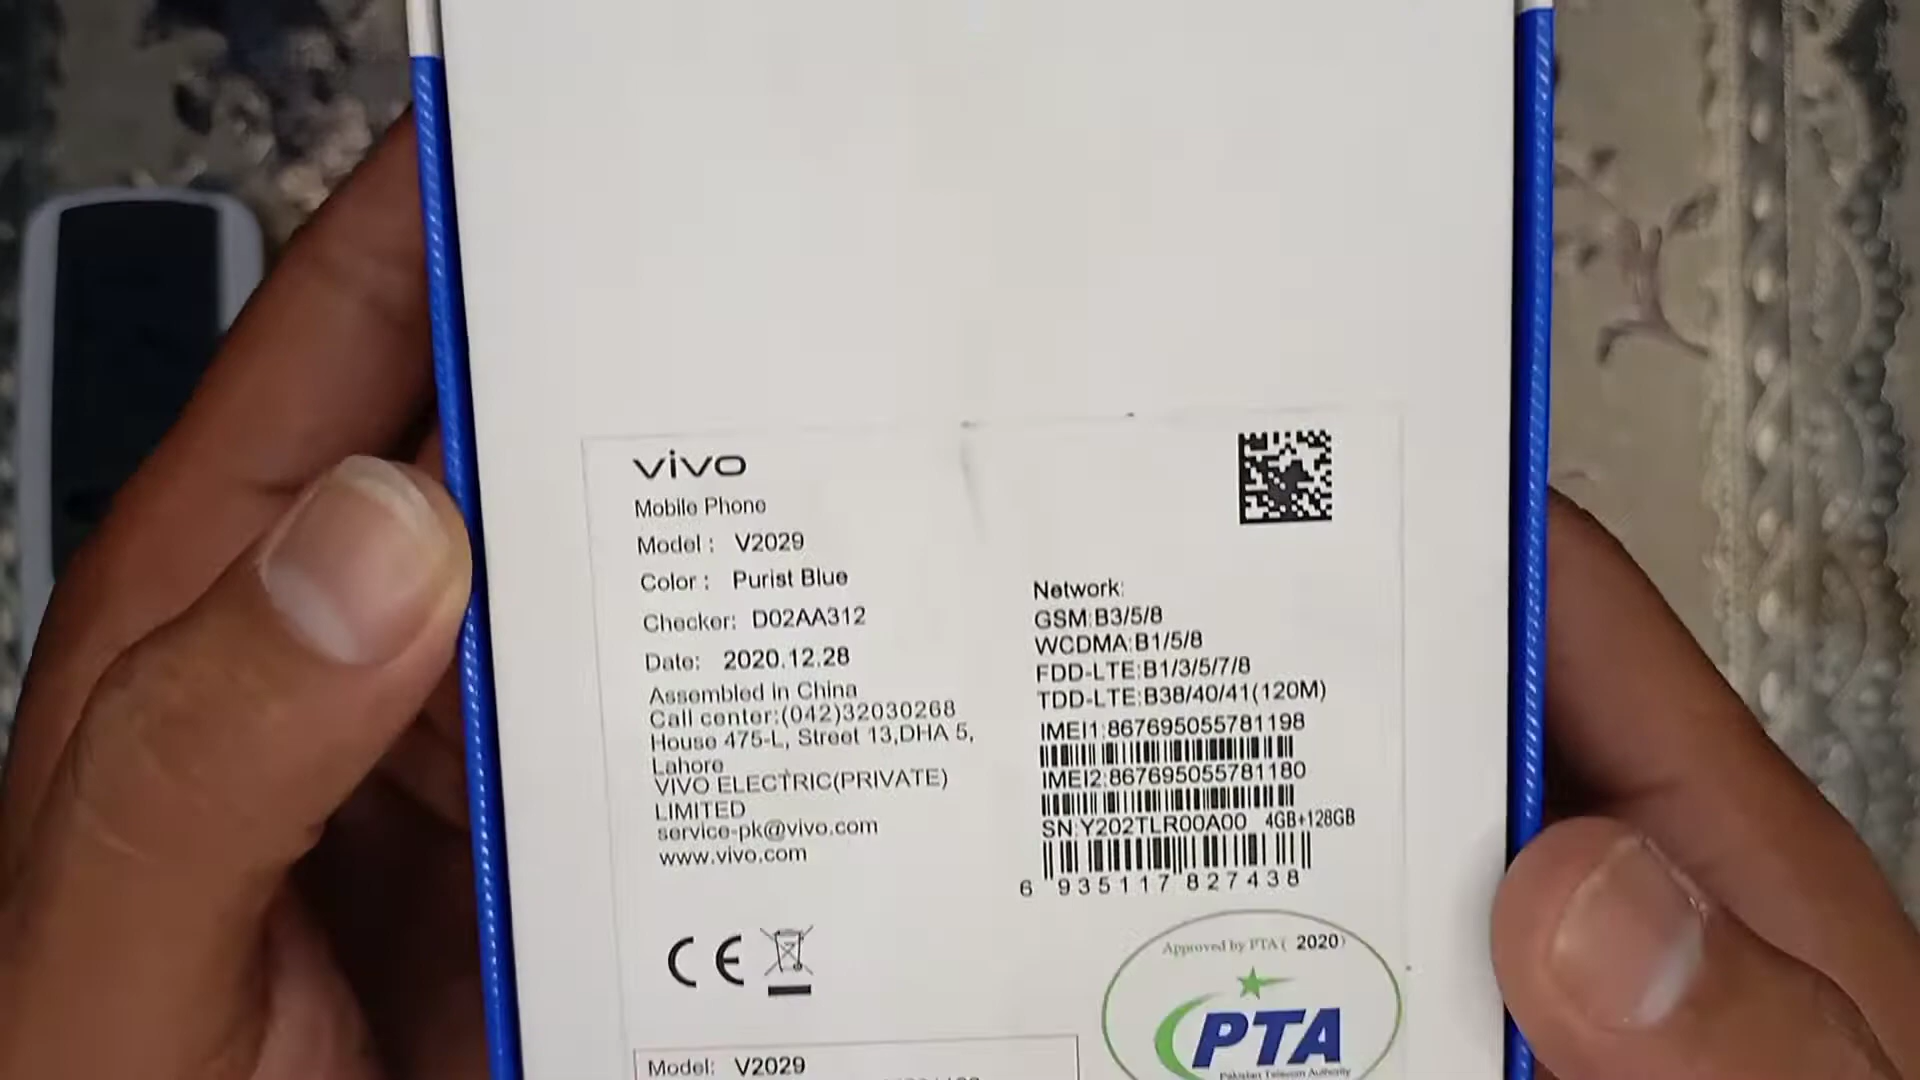 vivo
Mobile Phone
Model : V2029
Color : Purist Blue
Checker: D02AA312
Date: 2020.12.28
Assembled in China
Call center:(042)32030268
House 475-L, Street 13,DHA 5,
Lahore
VIVO ELECTRIC(PRIVATE)
LIMITED
service-pk@vivo.com
www.vivo.com
Network:
GSM:B3/5/8
WCDMA:B1/5/8
FDD-LTE:B1/3/5/7/8
TDD-LTE:B38/40/41(120M)
IMEI1:867695055781198
IMEI2:867695055781180
SN:Y202TLR00A00 4GB+128GB
6 935117 827438
CE
Approved by PTA ( 2020)
PTA
Pakistan Telecom Authority
Model: V2029